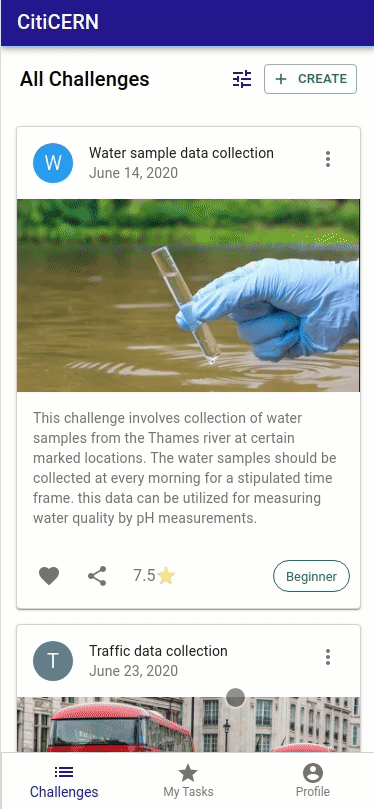 CitiCERN
All Challenges
CREATE
W
Water sample data collection
June 14, 2020
This challenge involves collection of water
samples from the Thames river at certain
marked locations. The water samples should be
collected at every morning for a stipulated time
frame. this data can be utilized for measuring
water quality by pH measurements.
7.5⭐
Beginner
T
Traffic data collection
June 23, 2020
Challenges
My Tasks
Profile